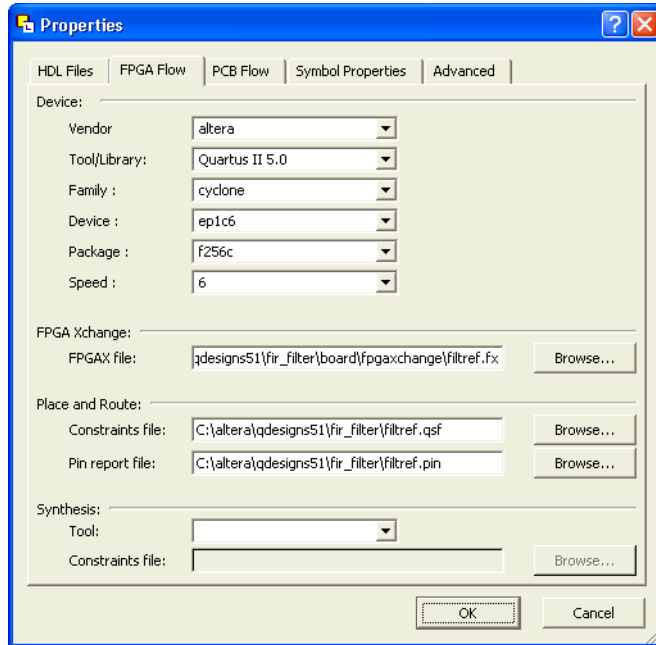 Properties
HDL Files FPGA Flow PCB Flow Symbol Properties Advanced
Device:
Vendor altera
Tool/Library: Quartus II 5.0
Family : cyclone
Device : ep1c6
Package : f256c
Speed : 6
FPGA Xchange:
FPGAX file: qdesigns51\fir_filter\board\fpgaxchange\filtref.fx Browse...
Place and Route:
Constraints file: C:\altera\qdesigns51\fir_filter\filtref.qsf Browse...
Pin report file: C:\altera\qdesigns51\fir_filter\filtref.pin Browse...
Synthesis:
Tool:
Constraints file: Browse...
OK Cancel